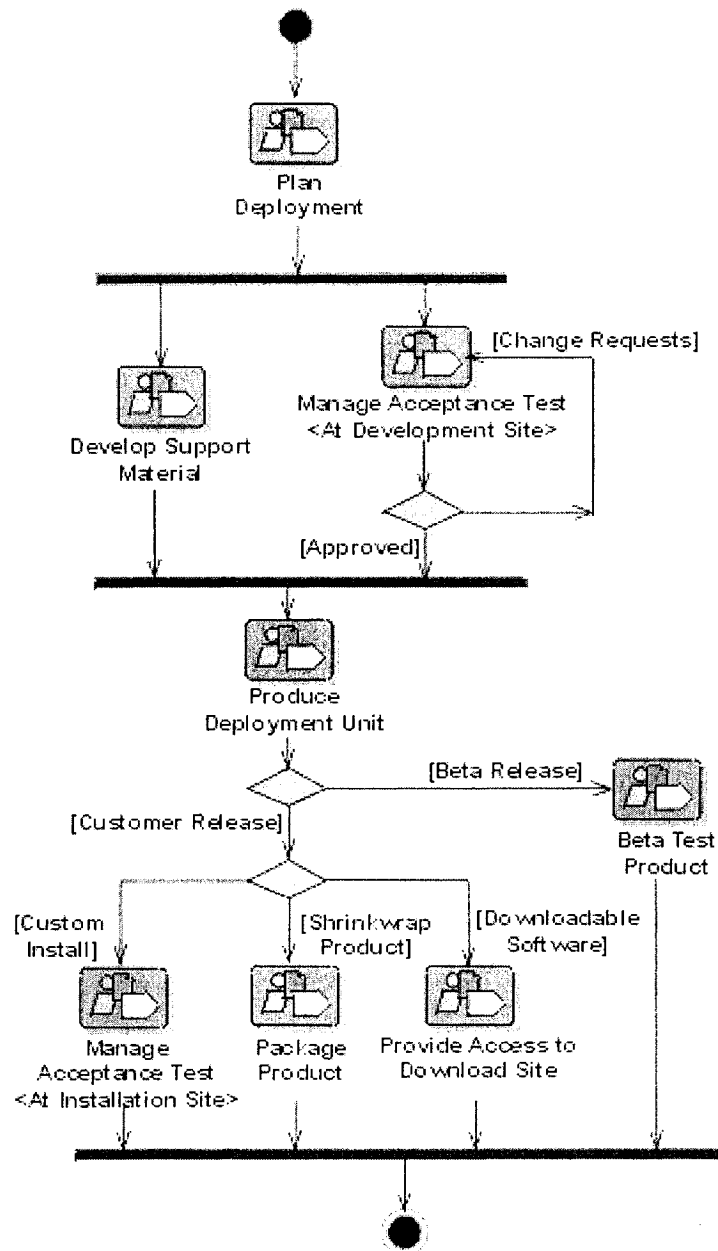 Plan
Deployment
[Change Requests]
Manage Acceptance Test
<At Development Site>
Develop Support
Material
[Approved]
Produce
Deployment Unit
[Beta Release]
[Customer Release]
Beta Test
Product
[Custom
Install]
[Shrinkwrap
Product]
[Downloadable
Software]
Manage
Acceptance Test
<At Installation Site>
Package
Product
Provide Access to
Download Site